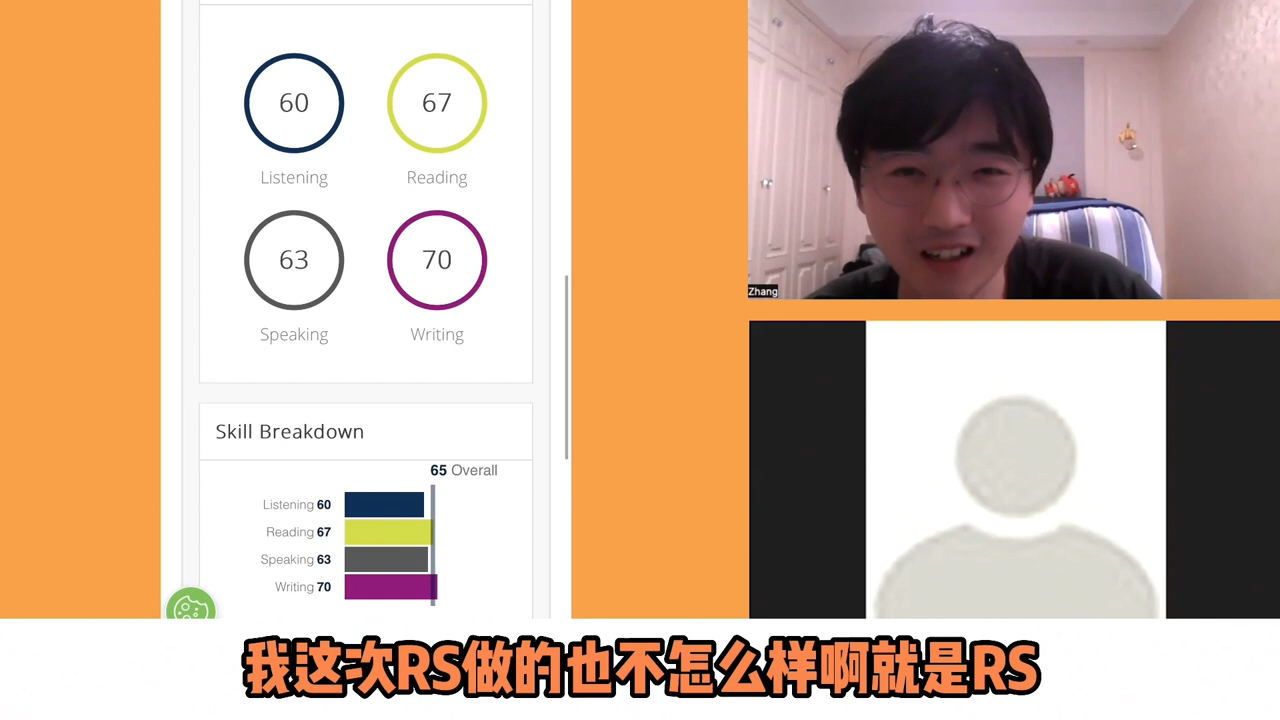 60
67
Listening
Reading
63
70
Speaking
Writing
Skill Breakdown
65 Overall
Listening 60
Reading 67
Speaking 63
Writing 70
Zhang
我这次RS做的也不怎么样啊就是RS